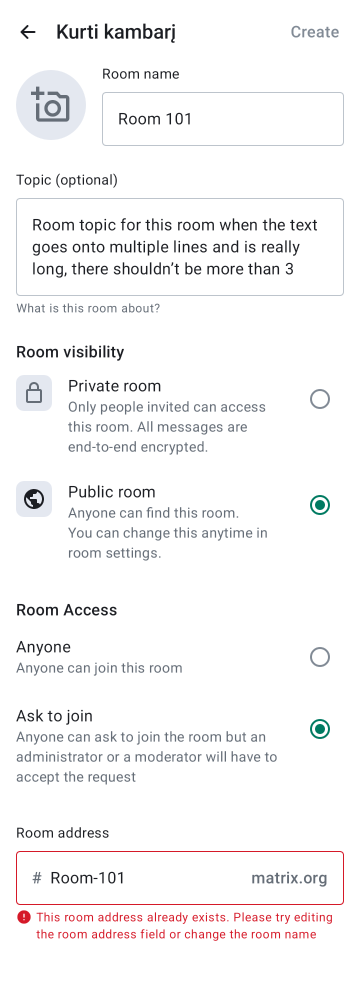 Kurti kambarį
Create
Room name
Room 101
Topic (optional)
Room topic for this room when the text
goes onto multiple lines and is really
long, there shouldn’t be more than 3
What is this room about?
Room visibility
Private room
Only people invited can access
this room. All messages are
end-to-end encrypted.
Public room
Anyone can find this room.
You can change this anytime in
room settings.
Room Access
Anyone
Anyone can join this room
Ask to join
Anyone can ask to join the room but an
administrator or a moderator will have to
accept the request
Room address
# Room-101 matrix.org
This room address already exists. Please try editing
the room address field or change the room name